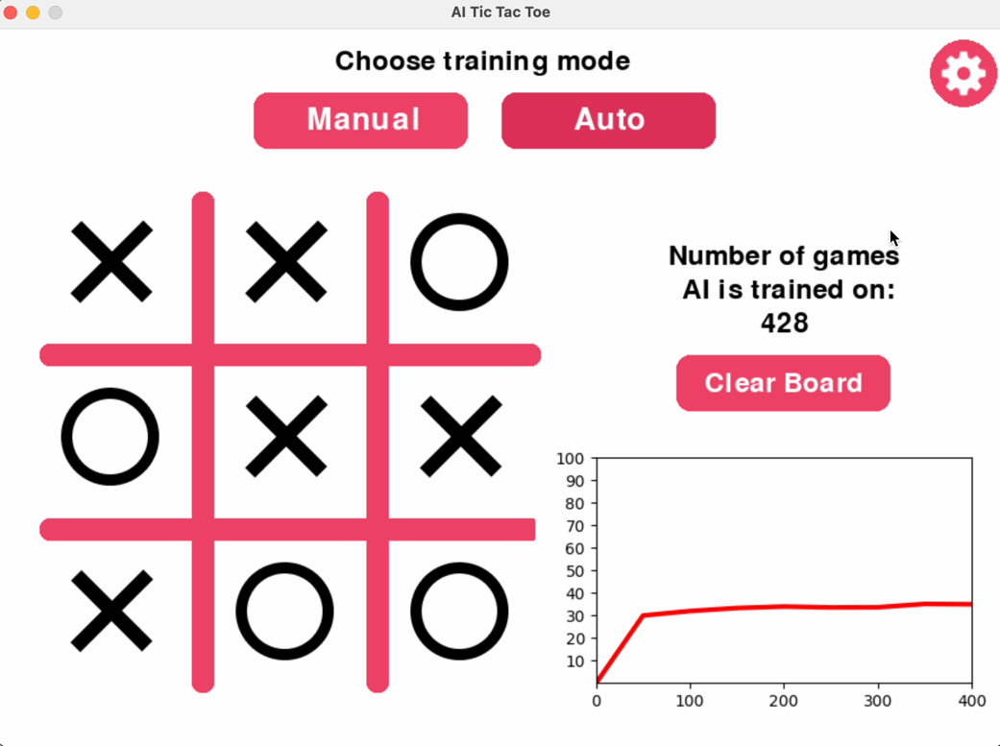 AI Tic Tac Toe
Choose training mode
Manual
Auto
Number of games
AI is trained on:
428
Clear Board
100
90
80
70
60
50
40
30
20
10
0 100 200 300 400